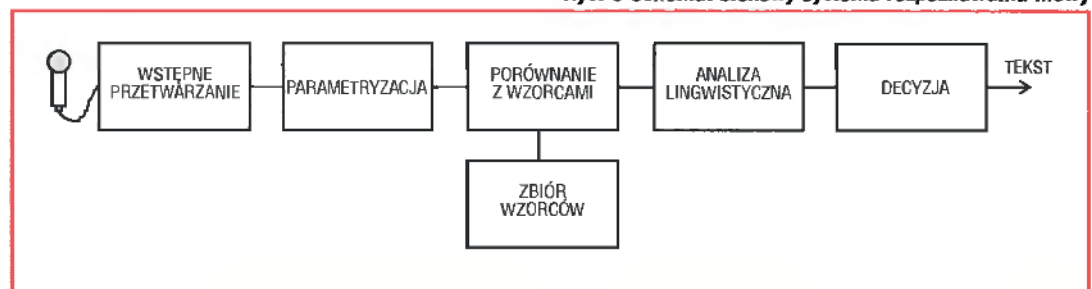 WSTĘPNE
PRZETWARZANIE
PARAMETRYZACJA
PORÓWNANIE
Z WZORCAMI
ANALIZA
LINGWISTYCZNA
DECYZJA
TEKST
ZBIÓR
WZORCÓW